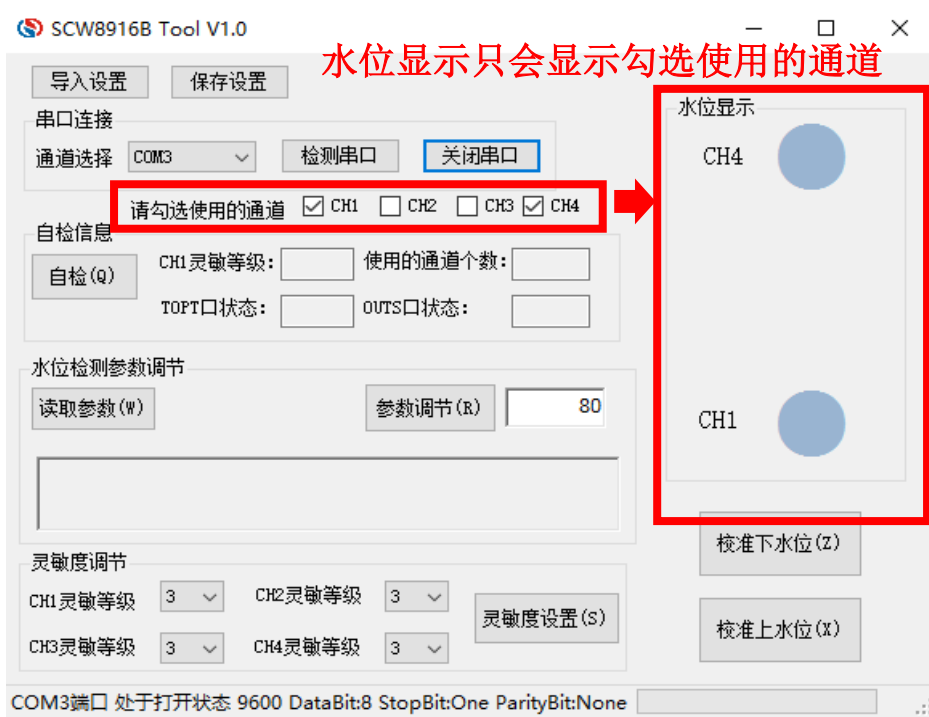 SCW8916B Tool V1.0
水位显示只会显示勾选使用的通道
导入设置 保存设置
串口连接
通道选择 COM3 检测串口 关闭串口
请勾选使用的通道 CH1 CH2 CH3 CH4
自检信息
自检(Q) CH1灵敏等级: 使用的通道个数:
TOPT口状态: OUTS口状态:
水位检测参数调节
读取参数(W) 参数调节(R) 80
灵敏度调节
CH1灵敏等级 3 CH2灵敏等级 3
灵敏度设置(S)
CH3灵敏等级 3 CH4灵敏等级 3
水位显示
CH4
CH1
校准下水位(Z)
校准上水位(X)
COM3端口 处于打开状态 9600 DataBit:8 StopBit:One ParityBit:None